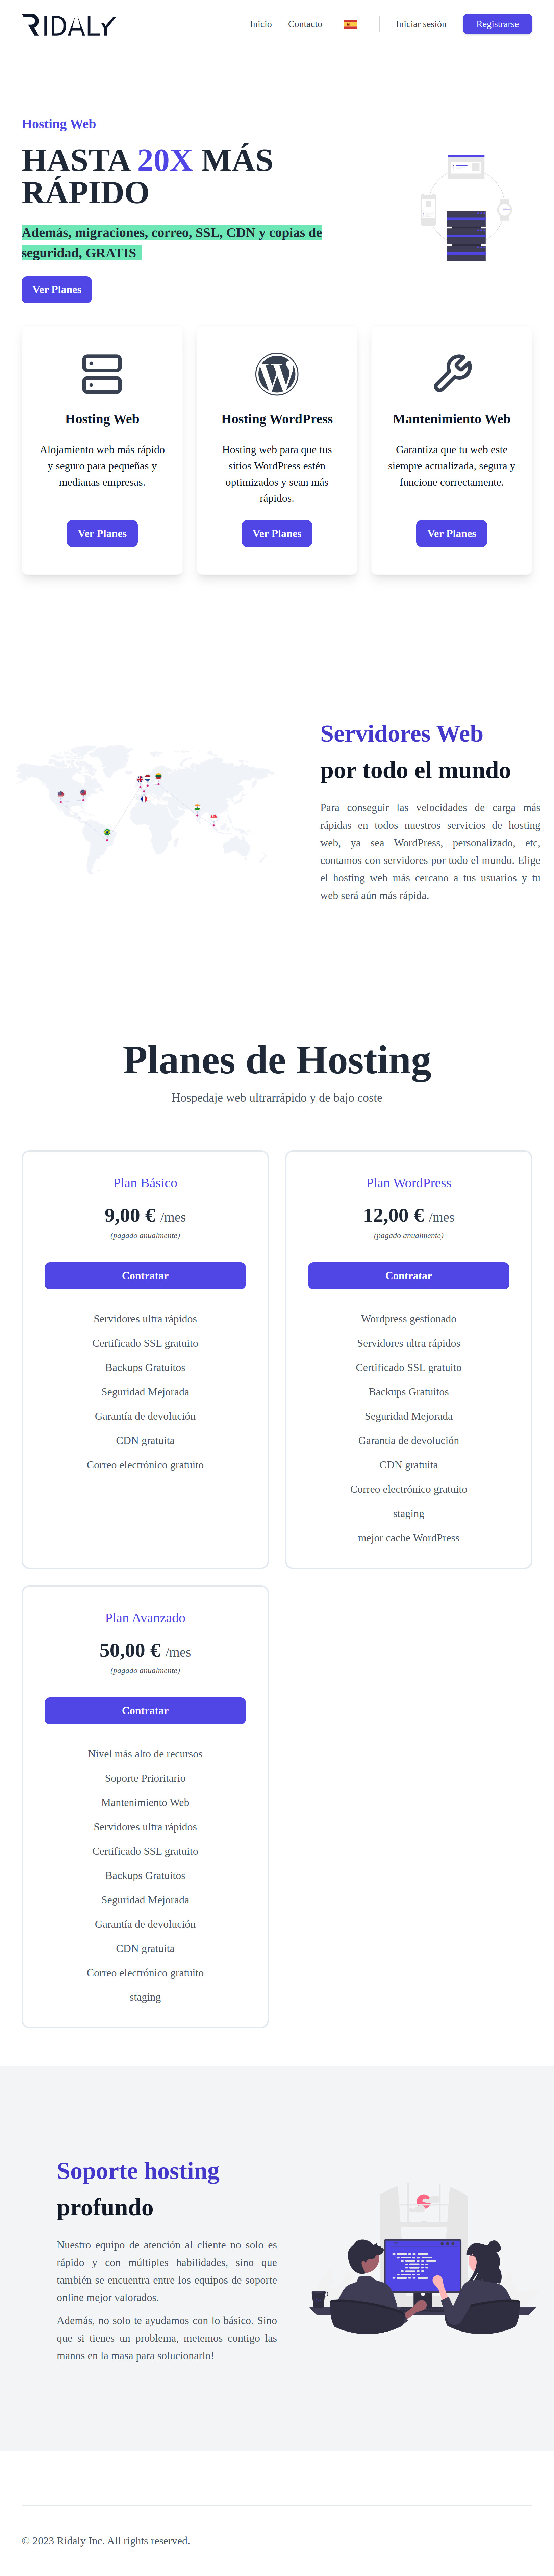 RIDALY
Inicio
Contacto
Iniciar sesión
Registrarse
Hosting Web
HASTA 20X MÁS
RÁPIDO
Además, migraciones, correo, SSL, CDN y copias de
seguridad, GRATIS
Ver Planes
Hosting Web
Alojamiento web más rápido
y seguro para pequeñas y
medianas empresas.
Ver Planes
Hosting WordPress
Hosting web para que tus
sitios WordPress estén
optimizados y sean más
rápidos.
Ver Planes
Mantenimiento Web
Garantiza que tu web este
siempre actualizada, segura y
funcione correctamente.
Ver Planes
Servidores Web
por todo el mundo
Para conseguir las velocidades de carga más
rápidas en todos nuestros servicios de hosting
web, ya sea WordPress, personalizado, etc,
contamos con servidores por todo el mundo. Elige
el hosting web más cercano a tus usuarios y tu
web será aún más rápida.
Planes de Hosting
Hospedaje web ultrarrápido y de bajo coste
Plan Básico
9,00 € /mes
(pagado anualmente)
Contratar
Servidores ultra rápidos
Certificado SSL gratuito
Backups Gratuitos
Seguridad Mejorada
Garantía de devolución
CDN gratuita
Correo electrónico gratuito
Plan WordPress
12,00 € /mes
(pagado anualmente)
Contratar
Wordpress gestionado
Servidores ultra rápidos
Certificado SSL gratuito
Backups Gratuitos
Seguridad Mejorada
Garantía de devolución
CDN gratuita
Correo electrónico gratuito
staging
mejor cache WordPress
Plan Avanzado
50,00 € /mes
(pagado anualmente)
Contratar
Nivel más alto de recursos
Soporte Prioritario
Mantenimiento Web
Servidores ultra rápidos
Certificado SSL gratuito
Backups Gratuitos
Seguridad Mejorada
Garantía de devolución
CDN gratuita
Correo electrónico gratuito
staging
Soporte hosting
profundo
Nuestro equipo de atención al cliente no solo es
rápido y con múltiples habilidades, sino que
también se encuentra entre los equipos de soporte
online mejor valorados.
Además, no solo te ayudamos con lo básico. Sino
que si tienes un problema, metemos contigo las
manos en la masa para solucionarlo!
© 2023 Ridaly Inc. All rights reserved.